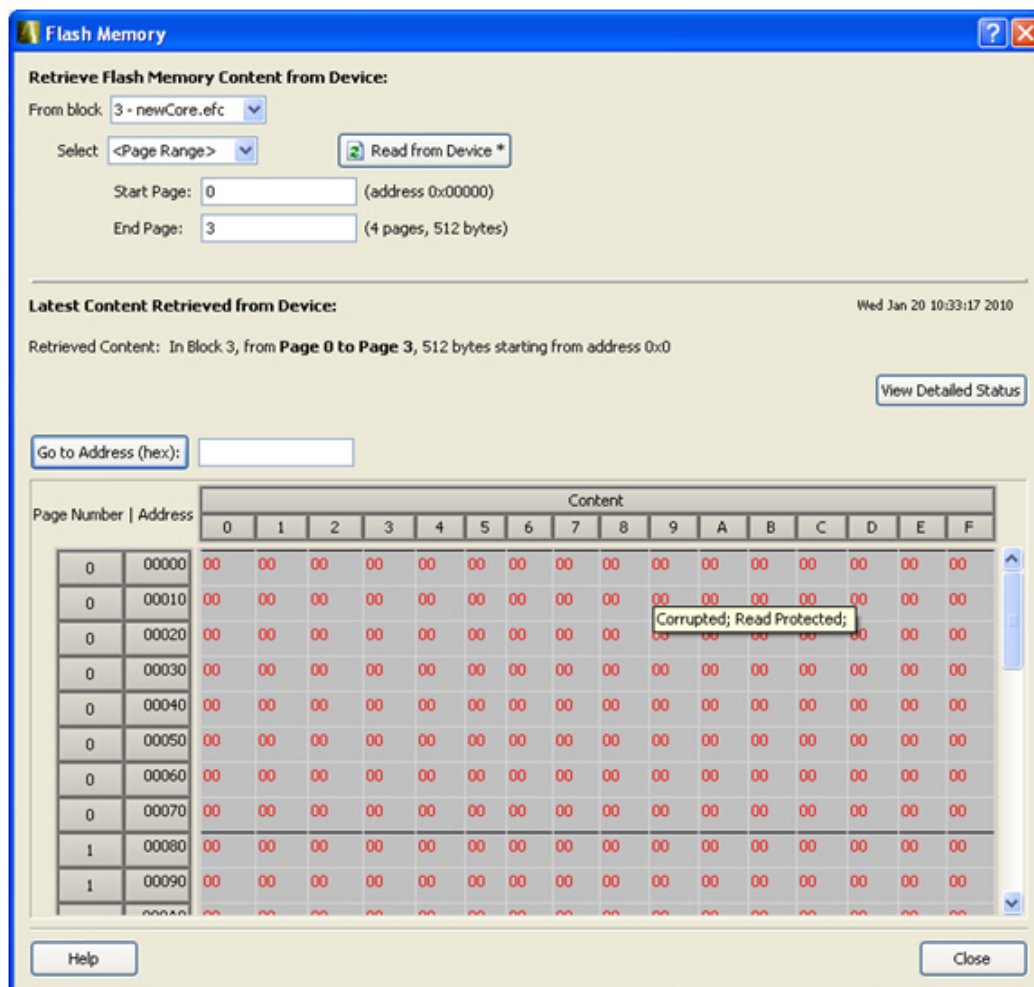 Flash Memory
Retrieve Flash Memory Content from Device:
From block 3 - newCore.efc
Select <Page Range> Read from Device *
Start Page: 0 (address 0x00000)
End Page: 3 (4 pages, 512 bytes)
Latest Content Retrieved from Device: Wed Jan 20 10:33:17 2010
Retrieved Content: In Block 3, from Page 0 to Page 3, 512 bytes starting from address 0x0
View Detailed Status
Go to Address (hex):
Content
Page Number | Address
0 1 2 3 4 5 6 7 8 9 A B C D E F
0 00000 00 00 00 00 00 00 00 00 00 00 00 00 00 00 00 00
0 00010 00 00 00 00 00 00 00 00 00 00 00 00 00 00 00 00
Corrupted; Read Protected;
0 00020 00 00 00 00 00 00 00 00 00 00 00 00 00 00 00 00
0 00030 00 00 00 00 00 00 00 00 00 00 00 00 00 00 00 00
0 00040 00 00 00 00 00 00 00 00 00 00 00 00 00 00 00 00
0 00050 00 00 00 00 00 00 00 00 00 00 00 00 00 00 00 00
0 00060 00 00 00 00 00 00 00 00 00 00 00 00 00 00 00 00
0 00070 00 00 00 00 00 00 00 00 00 00 00 00 00 00 00 00
1 00080 00 00 00 00 00 00 00 00 00 00 00 00 00 00 00 00
1 00090 00 00 00 00 00 00 00 00 00 00 00 00 00 00 00 00
Help Close